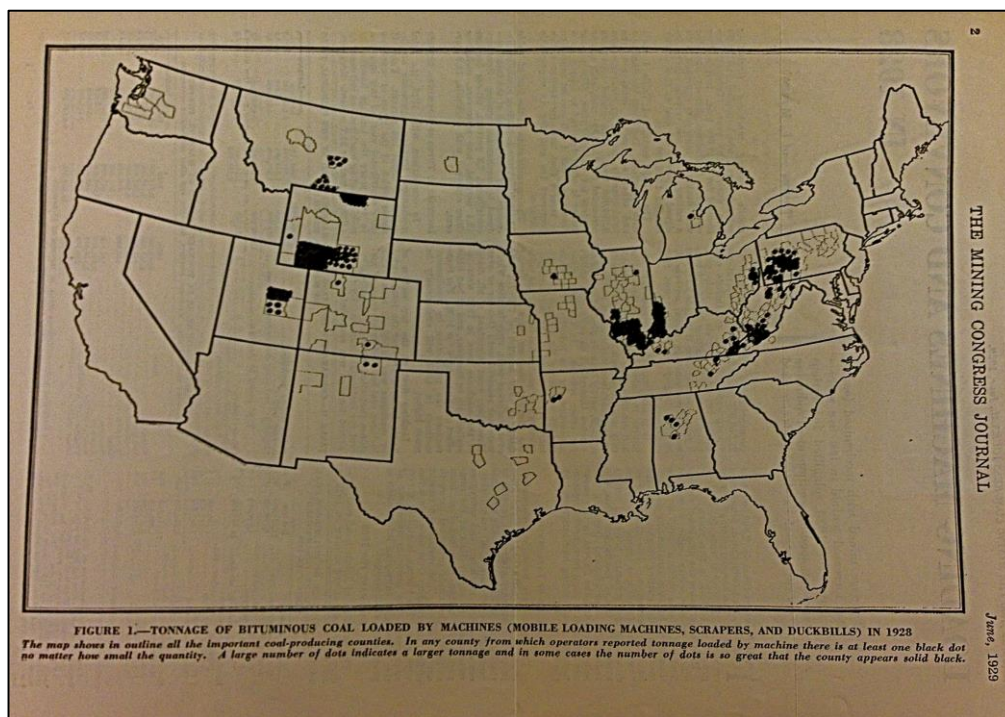 2
THE MINING CONGRESS JOURNAL
June, 1929
FIGURE 1.—TONNAGE OF BITUMINOUS COAL LOADED BY MACHINES (MOBILE LOADING MACHINES, SCRAPERS, AND DUCKBILLS) IN 1928
The map shows in outline all the important coal-producing counties. In any county from which operators reported tonnage loaded by machine there is at least one black dot
no matter how small the quantity. A large number of dots indicates a larger tonnage and in some cases the number of dots is so great that the county appears solid black.